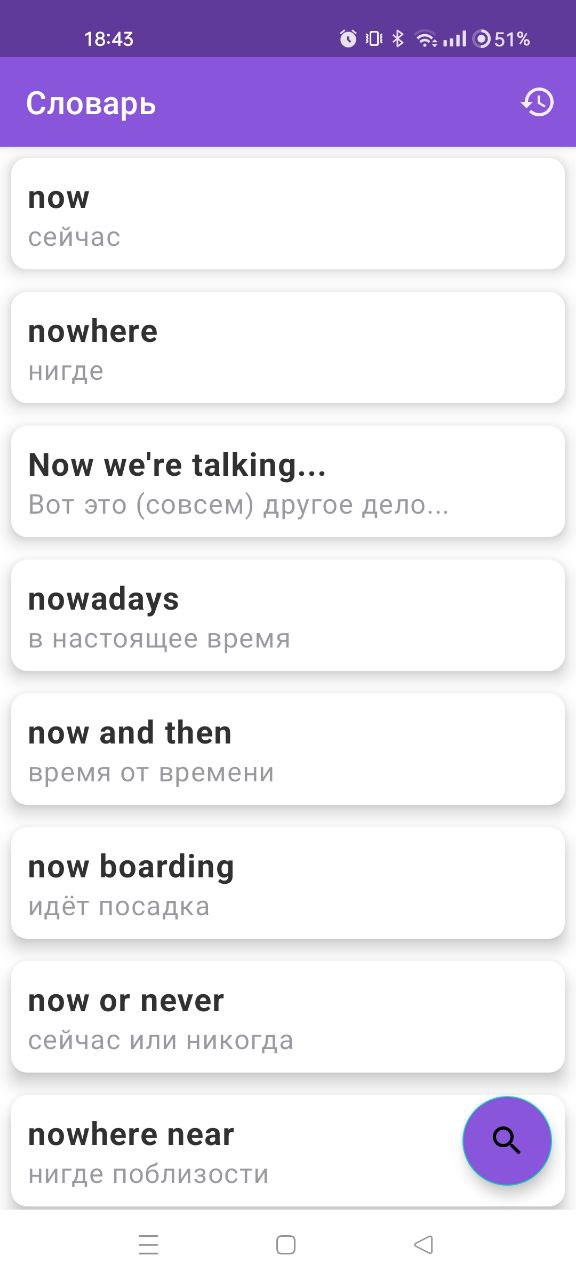 18:43
51%
Словарь
now
сейчас
nowhere
нигде
Now we're talking...
Вот это (совсем) другое дело...
nowadays
в настоящее время
now and then
время от времени
now boarding
идёт посадка
now or never
сейчас или никогда
nowhere near
нигде поблизости